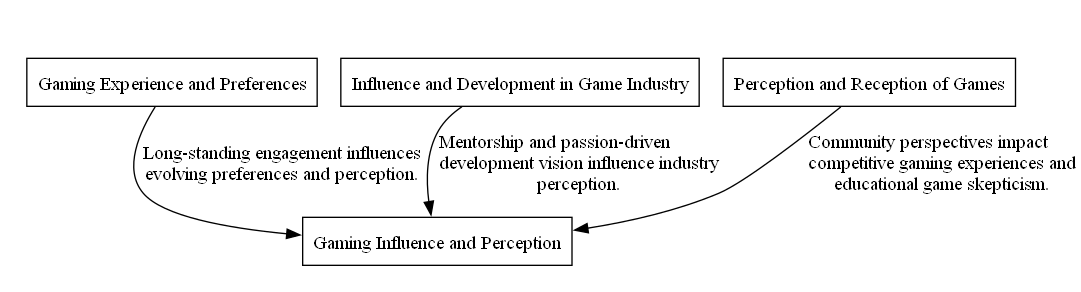 Gaming Experience and Preferences
Influence and Development in Game Industry
Perception and Reception of Games
Long-standing engagement influences
evolving preferences and perception.
Mentorship and passion-driven
development vision influence industry
perception.
Community perspectives impact
competitive gaming experiences and
educational game skepticism.
Gaming Influence and Perception